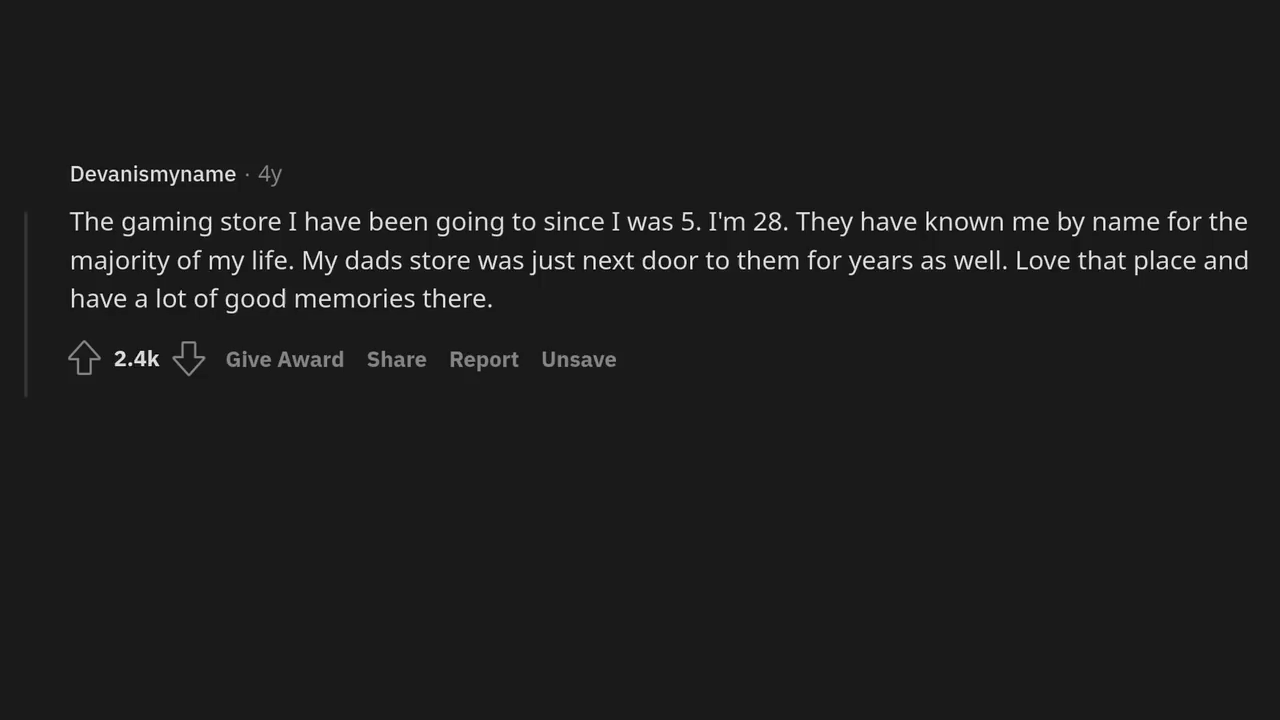 Devanismyname · 4y
The gaming store I have been going to since I was 5. I'm 28. They have known me by name for the
majority of my life. My dads store was just next door to them for years as well. Love that place and
have a lot of good memories there.
2.4k Give Award Share Report Unsave